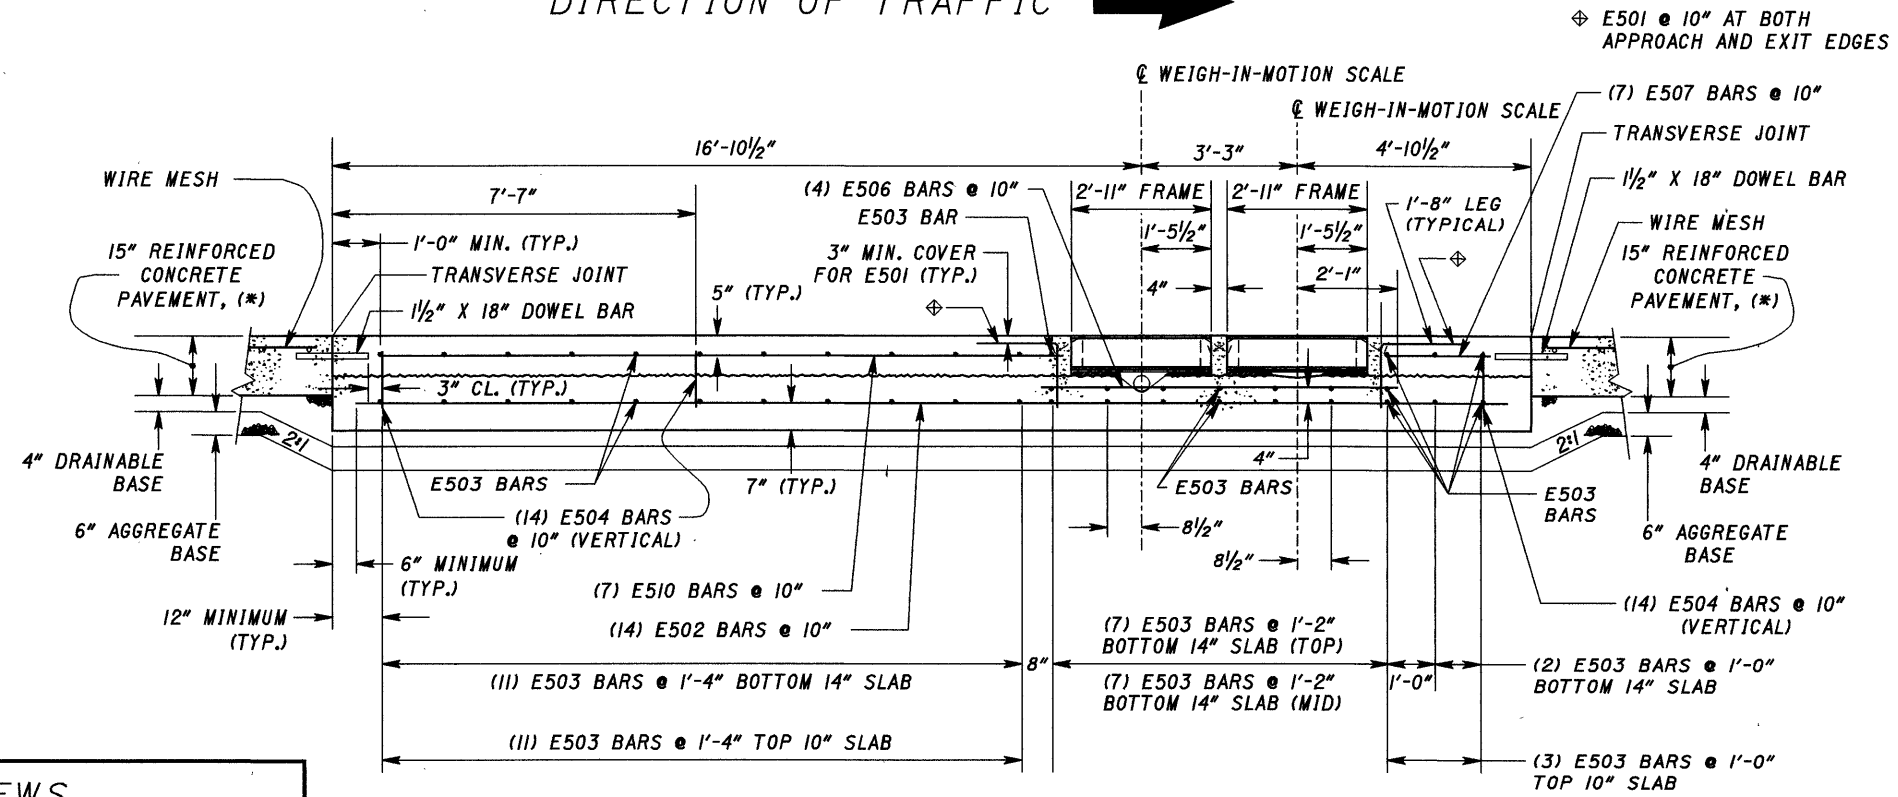 DIRECTION OF TRAFFIC
⌖ E501 @ 10" AT BOTH
APPROACH AND EXIT EDGES
℄ WEIGH-IN-MOTION SCALE
℄ WEIGH-IN-MOTION SCALE
(7) E507 BARS @ 10"
TRANSVERSE JOINT
16'-10½"
3'-3"
4'-10½"
WIRE MESH
7'-7"
(4) E506 BARS @ 10"
2'-11" FRAME
2'-11" FRAME
1½" X 18" DOWEL BAR
E503 BAR
1'-8" LEG
(TYPICAL)
WIRE MESH
1'-0" MIN. (TYP.)
3" MIN. COVER
FOR E501 (TYP.)
1'-5½"
1'-5½"
15" REINFORCED
CONCRETE
PAVEMENT, (*)
15" REINFORCED
CONCRETE
PAVEMENT, (*)
TRANSVERSE JOINT
5" (TYP.)
4"
2'-1"
1½" X 18" DOWEL BAR
3" CL. (TYP.)
2:1
2:1
4" DRAINABLE
BASE
E503 BARS
7" (TYP.)
4"
E503 BARS
E503
BARS
4" DRAINABLE
BASE
6" AGGREGATE
BASE
(14) E504 BARS
@ 10" (VERTICAL)
8½"
8½"
6" AGGREGATE
BASE
6" MINIMUM
(TYP.)
(7) E510 BARS @ 10"
12" MINIMUM
(TYP.)
(14) E502 BARS @ 10"
(14) E504 BARS @ 10"
(VERTICAL)
(7) E503 BARS @ 1'-2"
BOTTOM 14" SLAB (TOP)
8"
(11) E503 BARS @ 1'-4" BOTTOM 14" SLAB
(7) E503 BARS @ 1'-2"
BOTTOM 14" SLAB (MID)
1'-0"
(2) E503 BARS @ 1'-0"
BOTTOM 14" SLAB
(11) E503 BARS @ 1'-4" TOP 10" SLAB
(3) E503 BARS @ 1'-0"
TOP 10" SLAB
EWS